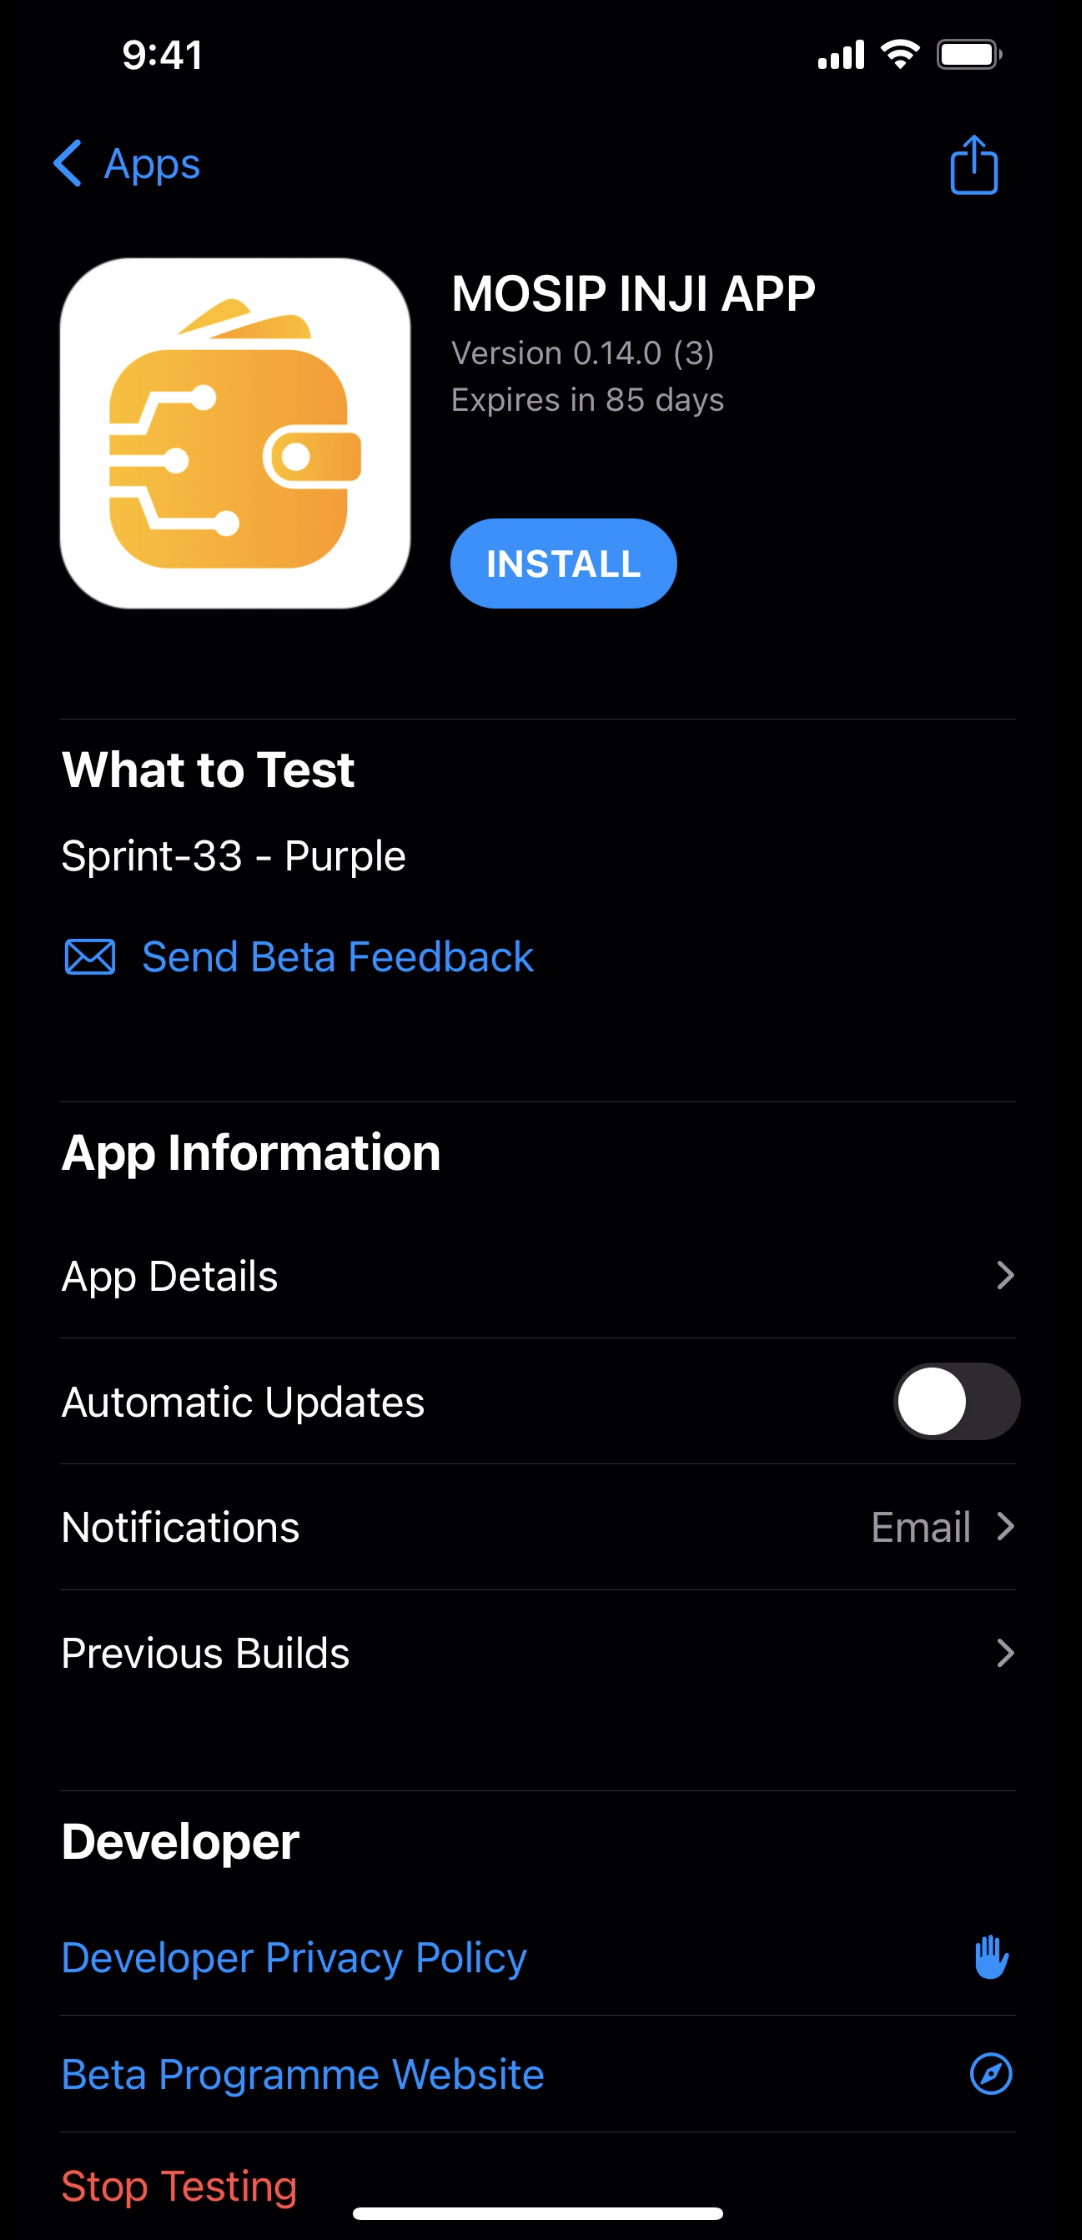 9:41
Apps
MOSIP INJI APP
Version 0.14.0 (3)
Expires in 85 days
INSTALL
What to Test
Sprint-33 - Purple
Send Beta Feedback
App Information
App Details
Automatic Updates
Notifications Email
Previous Builds
Developer
Developer Privacy Policy
Beta Programme Website
Stop Testing